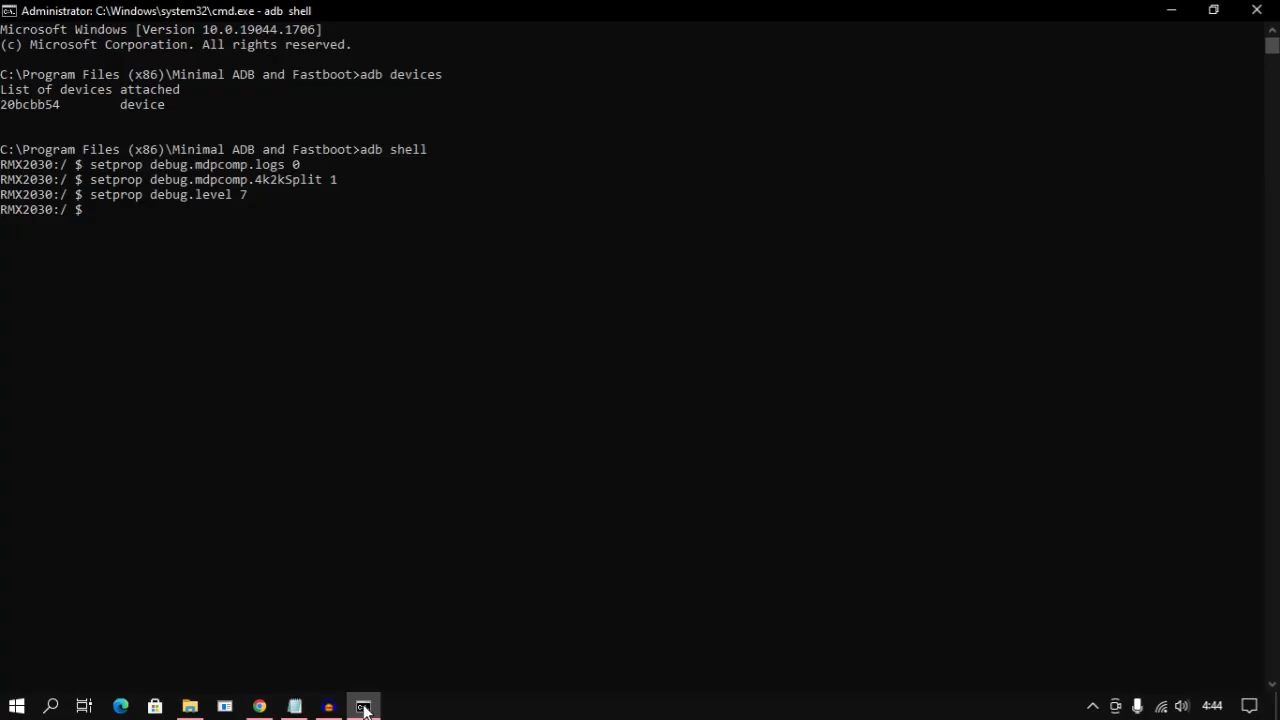 Administrator: C:\Windows\system32\cmd.exe - adb shell
Microsoft Windows [Version 10.0.19044.1706]
(c) Microsoft Corporation. All rights reserved.
C:\Program Files (x86)\Minimal ADB and Fastboot>adb devices
List of devices attached
20bcbb54        device
C:\Program Files (x86)\Minimal ADB and Fastboot>adb shell
RMX2030:/ $ setprop debug.mdpcomp.logs 0
RMX2030:/ $ setprop debug.mdpcomp.4k2kSplit 1
RMX2030:/ $ setprop debug.level 7
RMX2030:/ $
4:44